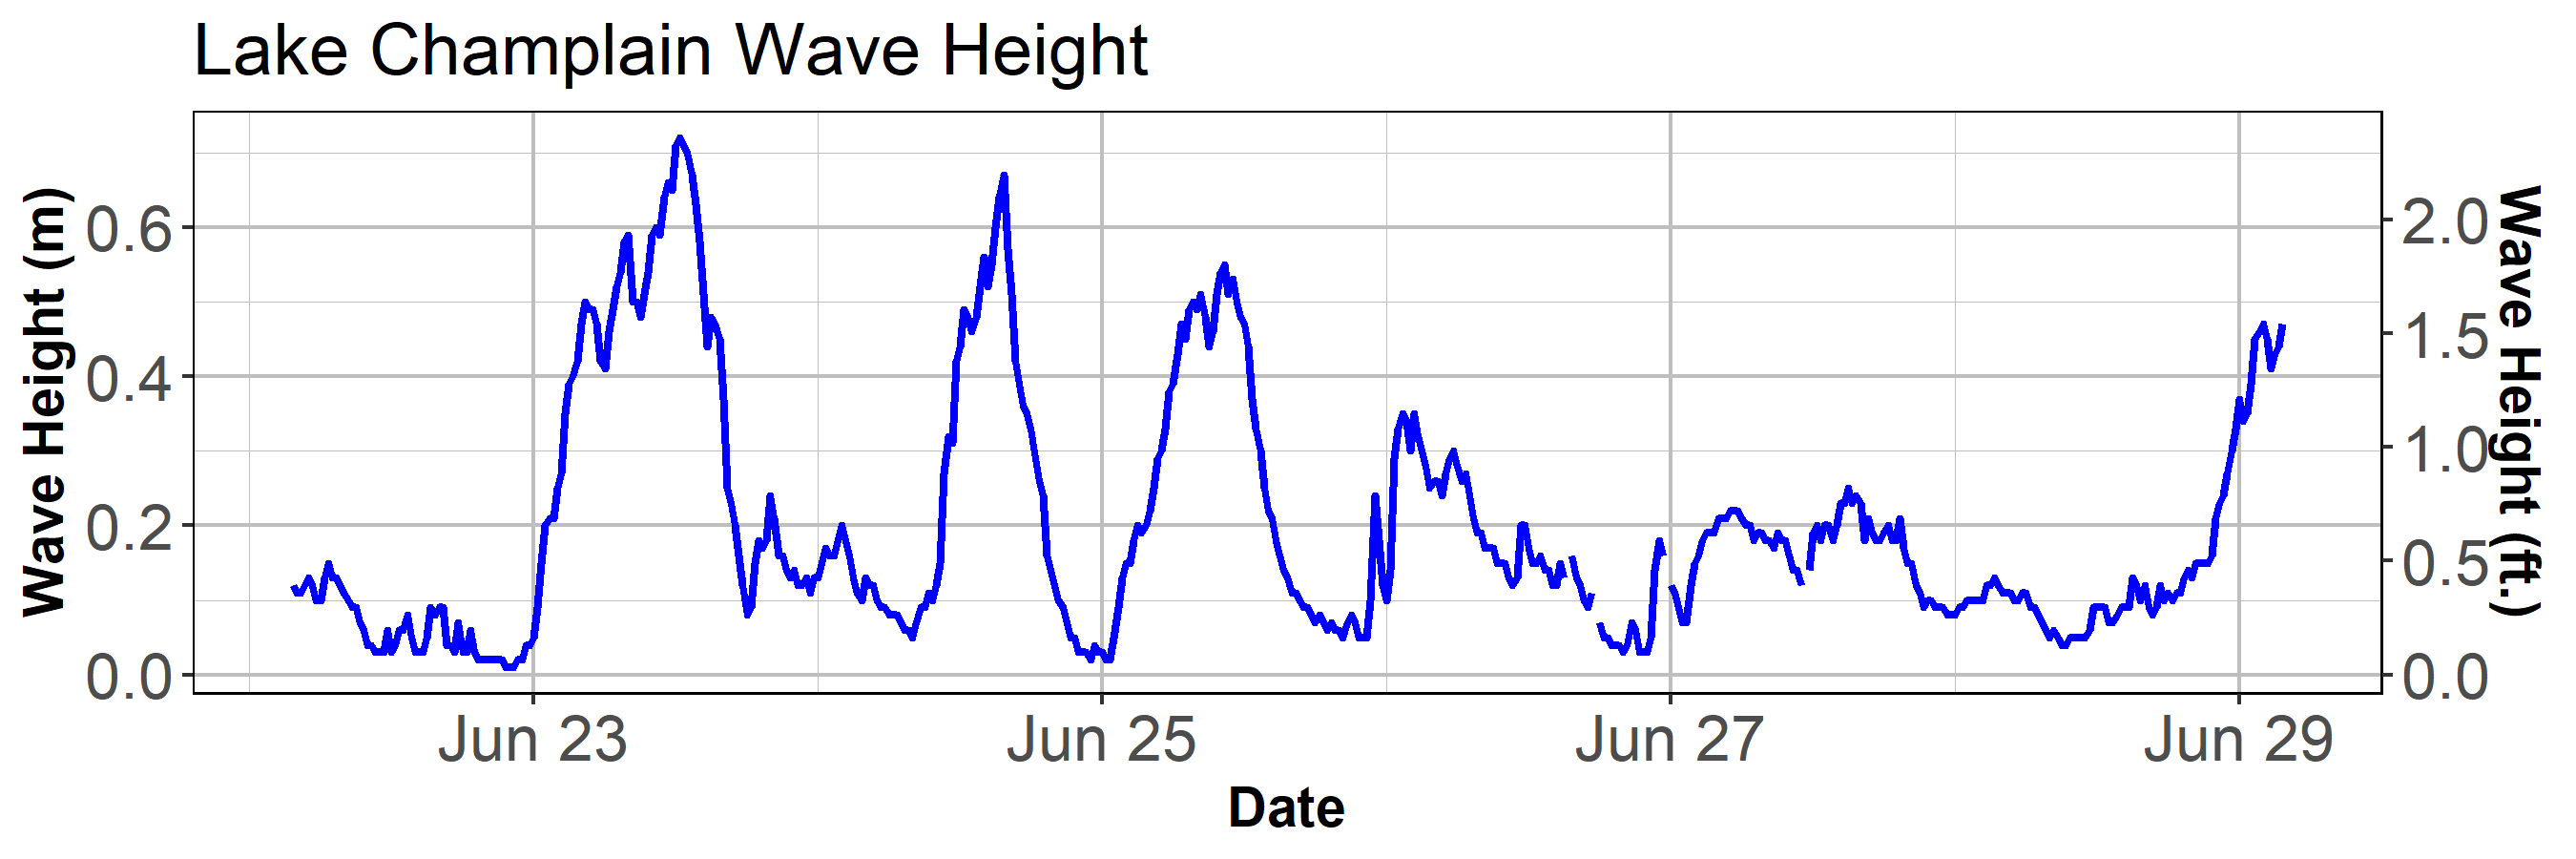 Lake Champlain Wave Height
Wave Height (m)
0.6
0.4
0.2
0.0
2.0
1.5
1.0
0.5
0.0
Wave Height (ft.)
Jun 23
Jun 25
Jun 27
Jun 29
Date